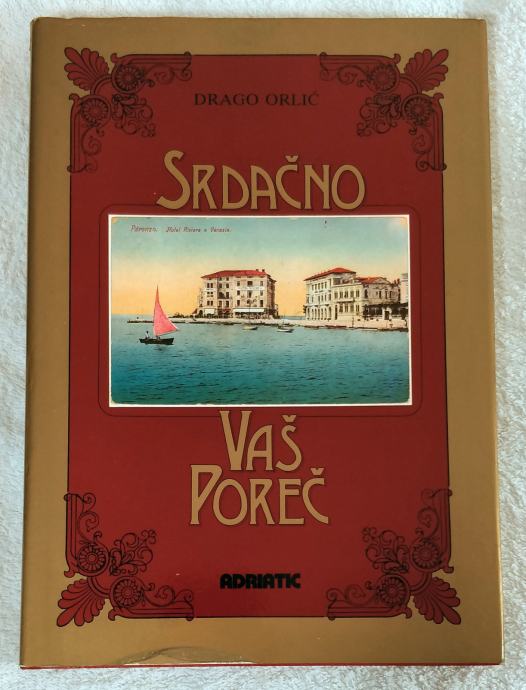 DRAGO ORLIĆ
SRDAČNO
Parenzo. Hotel Riviera e Venezia.
VAŠ
POREČ
ADRIATIC